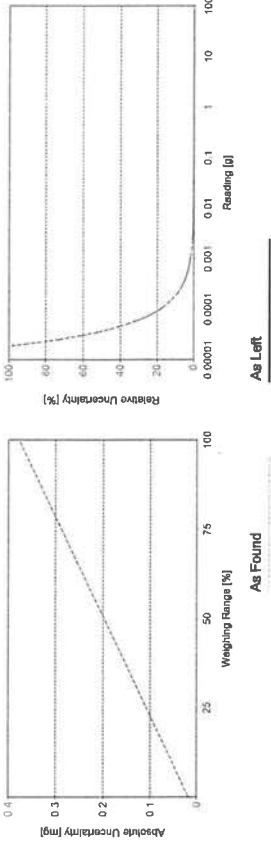 Absolute Uncertainty [mg]
0 4
0 3
0 2
0 1
0
25 50 75 100
Weighing Range [%]
As Found
Relative Uncertainty [%]
100
80
60
40
20
0
0 00001 0.0001 0.001 0.01 0.1 1 10 100
Reading [g]
As Left